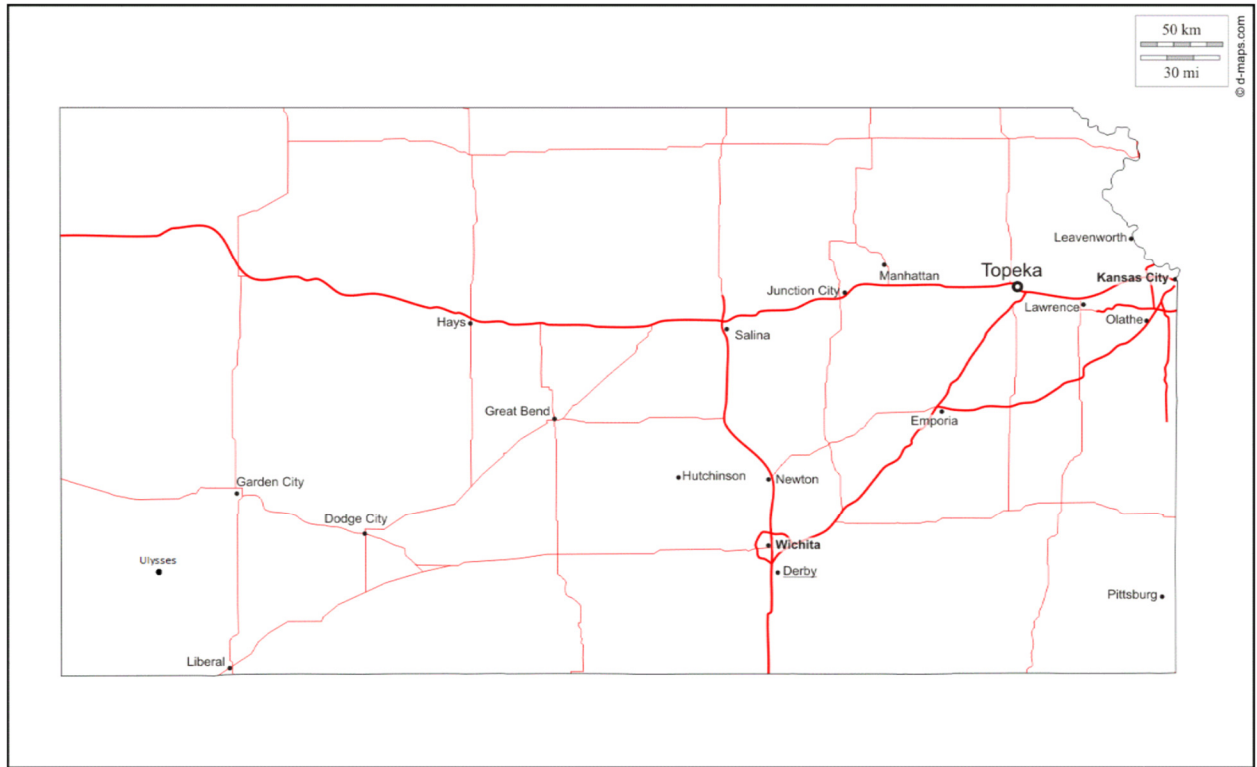 50 km
30 mi
© d-maps.com
Leavenworth
Manhattan
Topeka
Kansas City
Junction City
Lawrence
Olathe
Hays
Salina
Great Bend
Emporia
Hutchinson
Newton
Garden City
Dodge City
Wichita
Ulysses
Derby
Pittsburg
Liberal